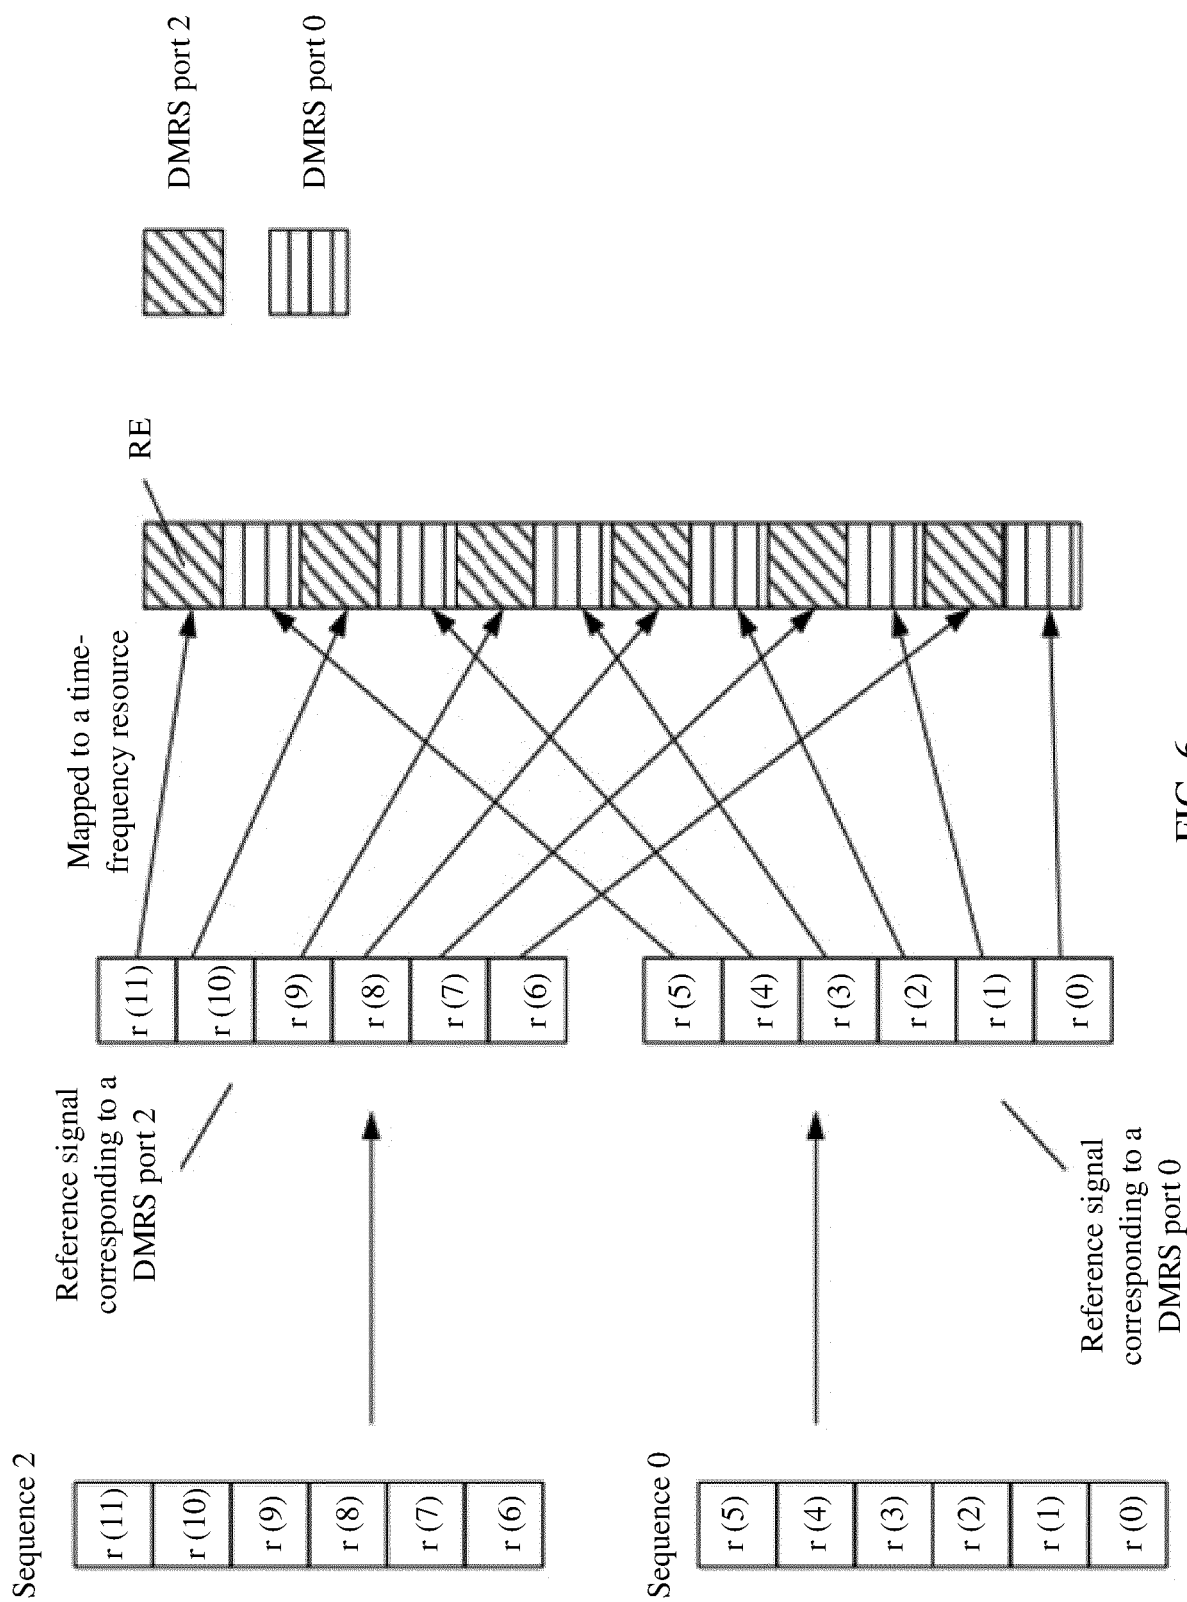 Sequence 2
r (11)
r (10)
r (9)
r (8)
r (7)
r (6)
Sequence 0
r (5)
r (4)
r (3)
r (2)
r (1)
r (0)
Reference signal
corresponding to a
DMRS port 2
Reference signal
corresponding to a
DMRS port 0
r (11)
r (10)
r (9)
r (8)
r (7)
r (6)
r (5)
r (4)
r (3)
r (2)
r (1)
r (0)
Mapped to a time-
frequency resource
RE
DMRS port 2
DMRS port 0
FIG. 6